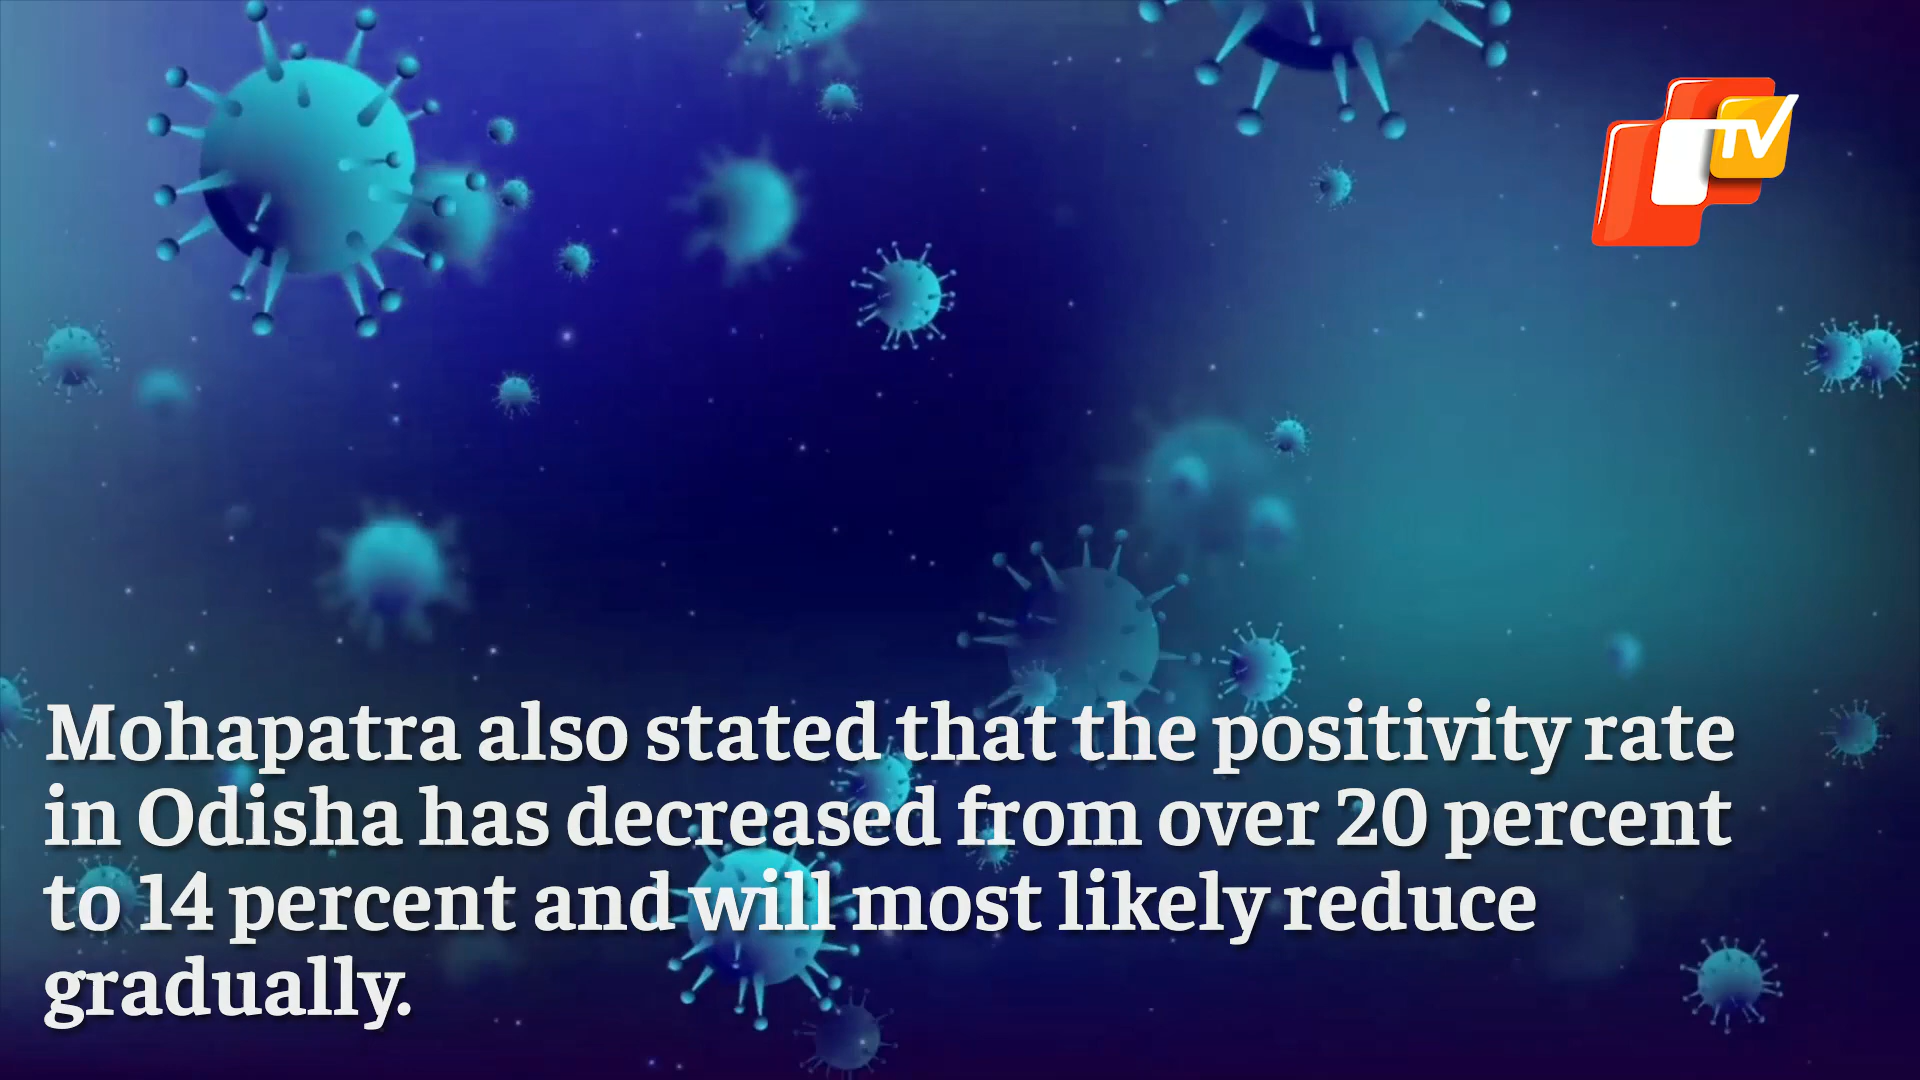 TV
Mohapatra also stated that the positivity rate
in Odisha has decreased from over 20 percent
to 14 percent and will most likely reduce
gradually.